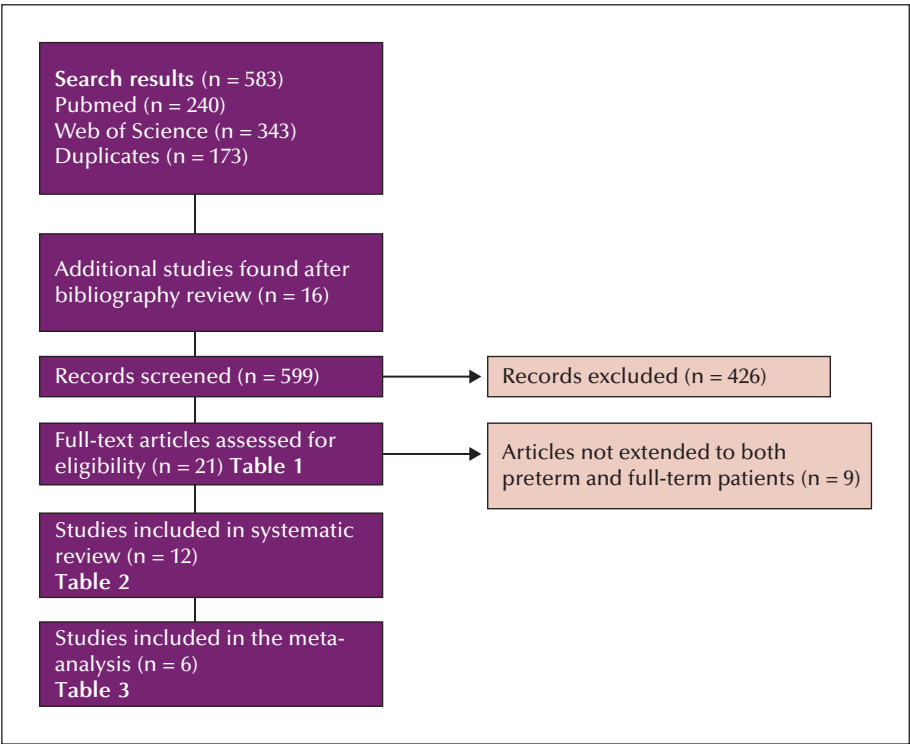 Search results (n = 583)
Pubmed (n = 240)
Web of Science (n = 343)
Duplicates (n = 173)
Additional studies found after
bibliography review (n = 16)
Records screened (n = 599)
Records excluded (n = 426)
Full-text articles assessed for
eligibility (n = 21) Table 1
Articles not extended to both
preterm and full-term patients (n = 9)
Studies included in systematic
review (n = 12)
Table 2
Studies included in the meta-
analysis (n = 6)
Table 3